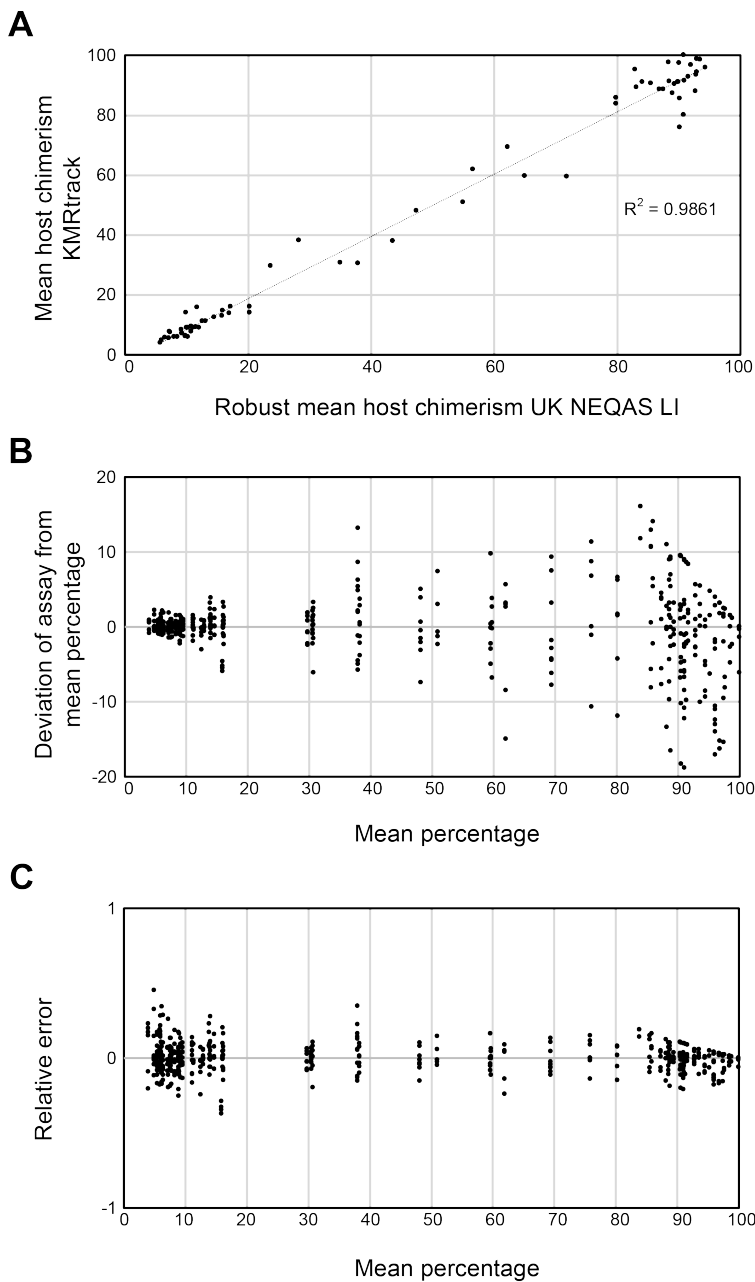 A
100
80
60
40
20
0
Mean host chimerism
KMRtrack
R² = 0.9861
0 20 40 60 80 100
Robust mean host chimerism UK NEQAS LI
B
20
10
0
-10
-20
Deviation of assay from
mean percentage
0 10 20 30 40 50 60 70 80 90 100
Mean percentage
C
1
0
-1
Relative error
0 10 20 30 40 50 60 70 80 90 100
Mean percentage